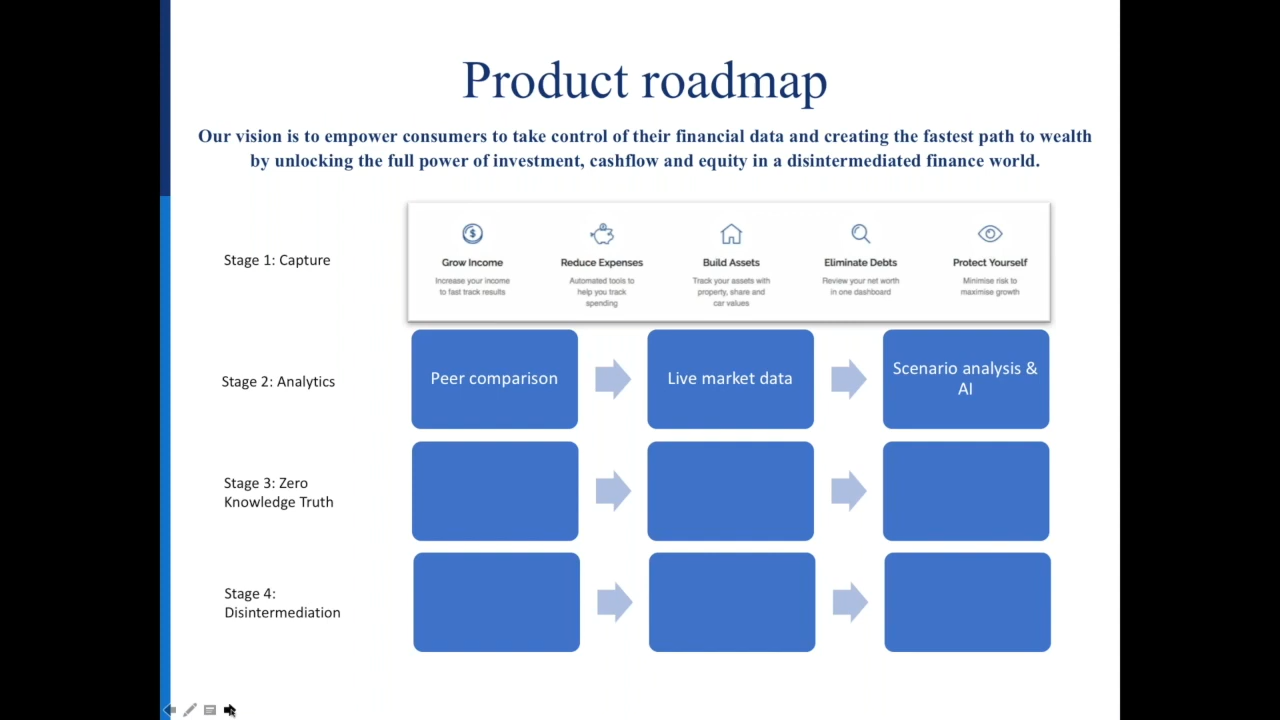 Product roadmap
Our vision is to empower consumers to take control of their financial data and creating the fastest path to wealth
by unlocking the full power of investment, cashflow and equity in a disintermediated finance world.
Stage 1: Capture
$
Grow Income
Increase your income
to fast track results
Reduce Expenses
Automated tools to
help you track
spending
Build Assets
Track your assets with
property, share and
car values
Eliminate Debts
Review your net worth
in one dashboard
Protect Yourself
Minimise risk to
maximise growth
Stage 2: Analytics
Peer comparison
Live market data
Scenario analysis &
AI
Stage 3: Zero
Knowledge Truth
Stage 4:
Disintermediation